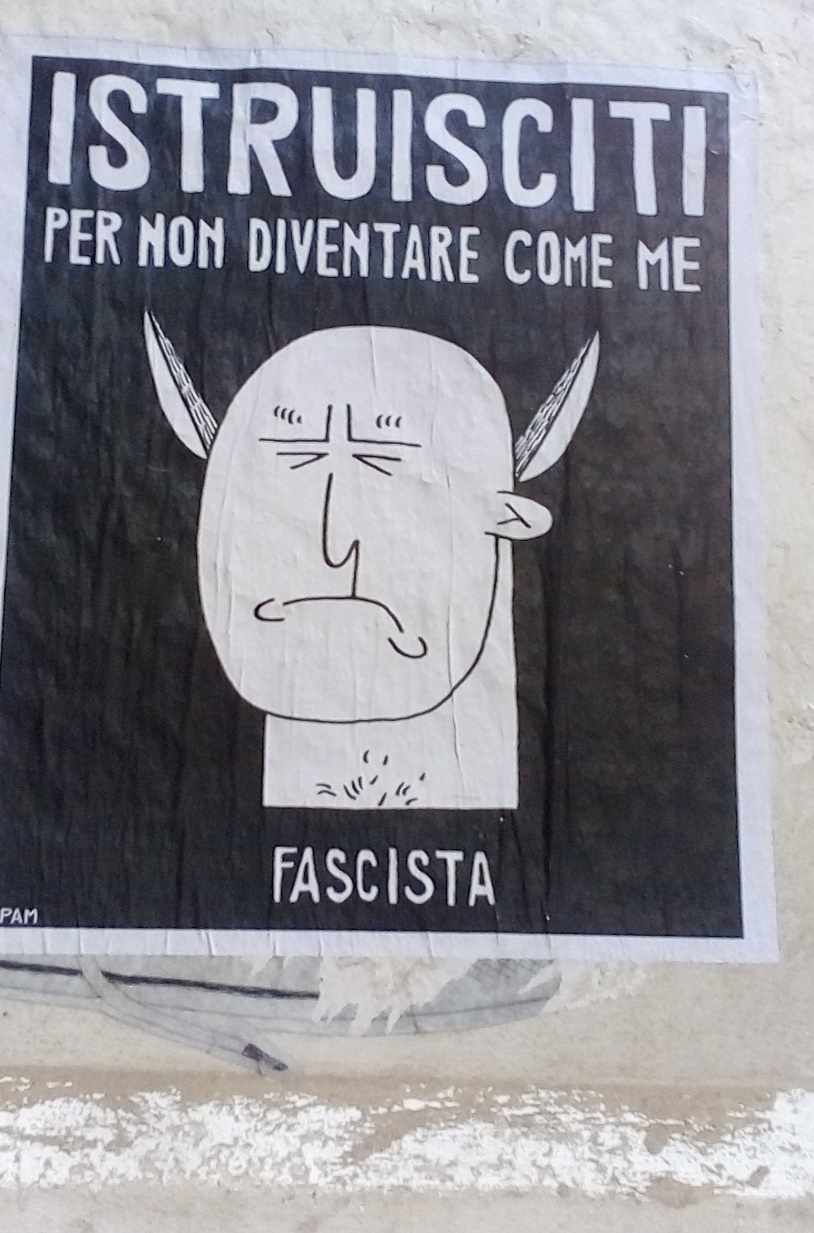 ISTRUISCITI
PER NON DIVENTARE COME ME
FASCISTA
PAM